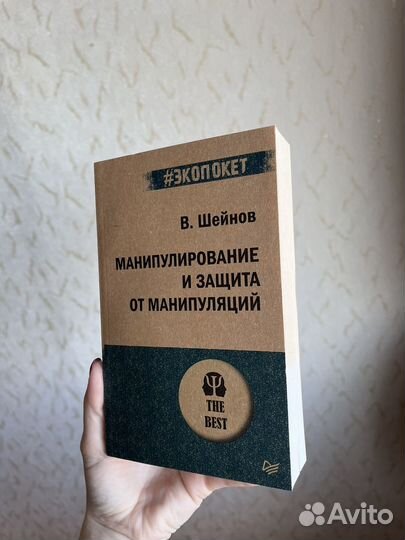 #ЭКОПОКЕТ
В. Шейнов
МАНИПУЛИРОВАНИЕ
И ЗАЩИТА
ОТ МАНИПУЛЯЦИЙ
Ψ
THE
BEST
Avito